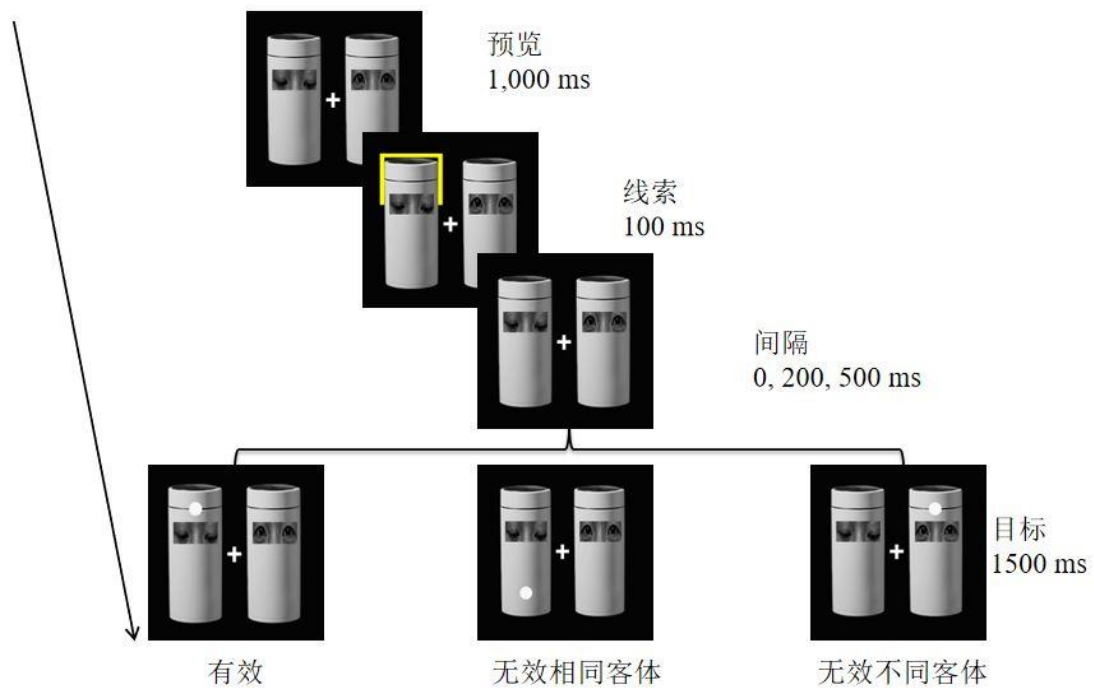 预览
1,000 ms
线索
100 ms
间隔
0, 200, 500 ms
目标
1500 ms
有效
无效相同客体
无效不同客体